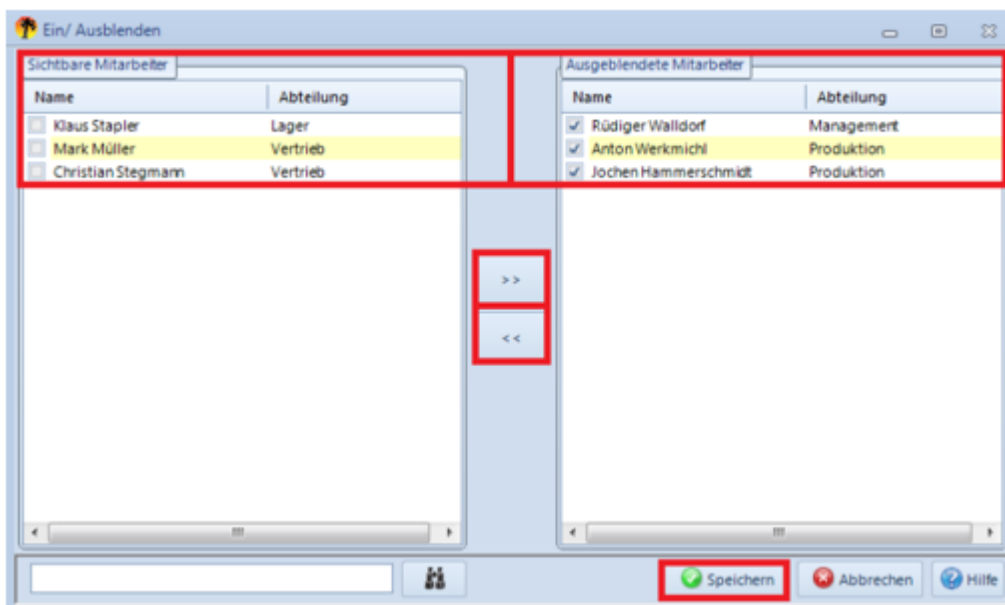 Ein/ Ausblenden
Sichtbare Mitarbeiter
Name Abteilung
Klaus Stapler Lager
Mark Müller Vertrieb
Christian Stegmann Vertrieb
Ausgeblendete Mitarbeiter
Name Abteilung
Rüdiger Walldorf Management
Anton Werkmichl Produktion
Jochen Hammerschmidt Produktion
>>
<<
Speichern Abbrechen Hilfe